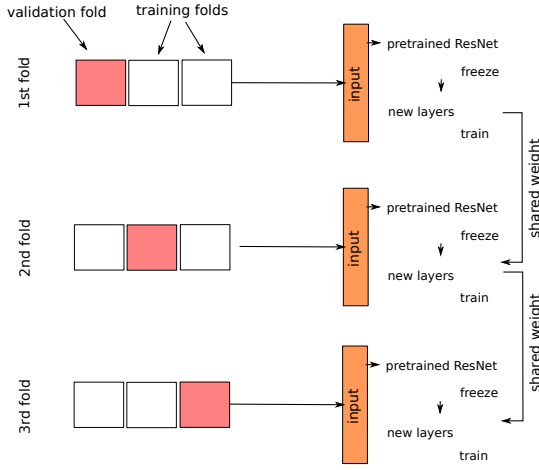 validation fold
training folds
1st fold
input
pretrained ResNet
freeze
new layers
train
shared weight
2nd fold
input
pretrained ResNet
freeze
new layers
train
shared weight
3rd fold
input
pretrained ResNet
freeze
new layers
train